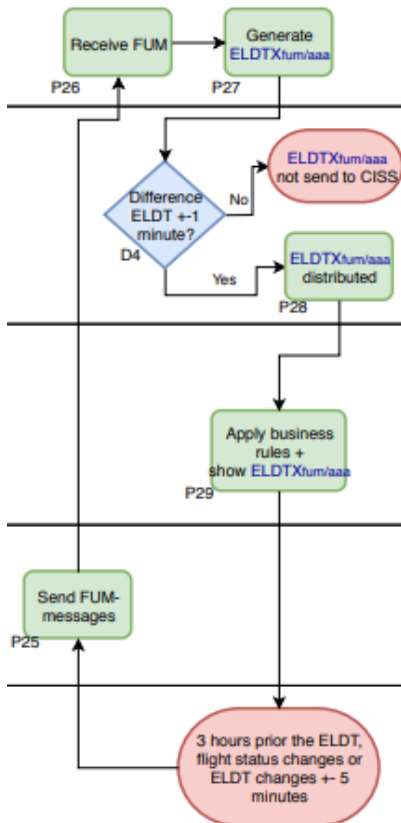 Receive FUM
P26
Generate
ELDTXfum/aaa
P27
Difference
ELDT +-1
minute?
D4
No
ELDTXfum/aaa
not send to CISS
Yes
ELDTXfum/aaa
distributed
P28
Apply business
rules +
show ELDTXfum/aaa
P29
Send FUM-
messages
P25
3 hours prior the ELDT,
flight status changes or
ELDT changes +- 5
minutes